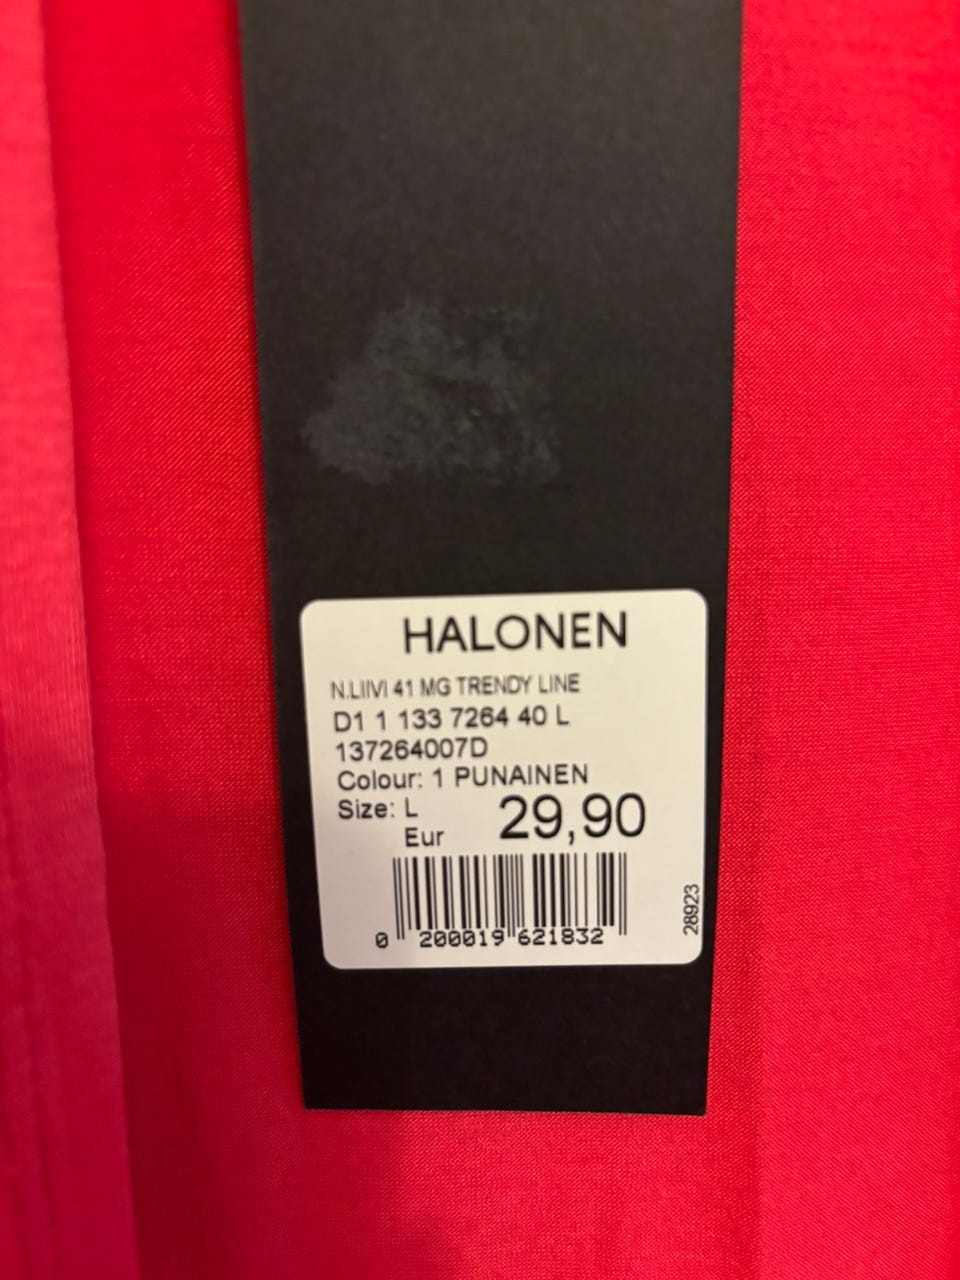 HALONEN
N.LIIVI 41 MG TRENDY LINE
D1 1 133 7264 40 L
137264007D
Colour: 1 PUNAINEN
Size: L
Eur 29,90
28923
0 200019 621832